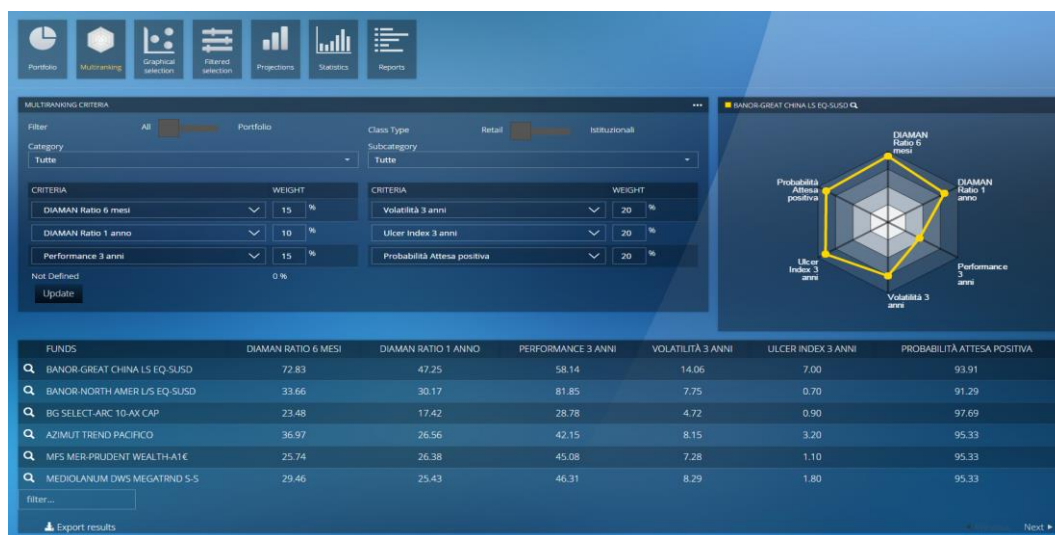 Portfolio
Multiranking
Graphical
selection
Filtered
selection
Projections
Statistics
Reports
MULTIRANKING CRITERIA
Filter All Portfolio
Class Type Retail Istituzionali
Category
Tutte
Subcategory
Tutte
CRITERIA WEIGHT
DIAMAN Ratio 6 mesi 15 %
DIAMAN Ratio 1 anno 10 %
Performance 3 anni 15 %
Not Defined 0 %
Update
CRITERIA WEIGHT
Volatilità 3 anni 20 %
Ulcer Index 3 anni 20 %
Probabilità Attesa positiva 20 %
BANOR-GREAT CHINA LS EQ-SUSD
DIAMAN
Ratio 6
mesi
DIAMAN
Ratio 1
anno
Performance
3
anni
Volatilità 3
anni
Ulcer
Index 3
anni
Probabilità
Attesa
positiva
FUNDS DIAMAN RATIO 6 MESI DIAMAN RATIO 1 ANNO PERFORMANCE 3 ANNI VOLATILITÀ 3 ANNI ULCER INDEX 3 ANNI PROBABILITÀ ATTESA POSITIVA
BANOR-GREAT CHINA LS EQ-SUSD 72.83 47.25 58.14 14.06 7.00 93.91
BANOR-NORTH AMER L/S EQ-SUSD 33.66 30.17 81.85 7.75 0.70 91.29
BG SELECT-ARC 10-AX CAP 23.48 17.42 28.78 4.72 0.90 97.69
AZIMUT TREND PACIFICO 36.97 26.56 42.15 8.15 3.20 95.33
MFS MER-PRUDENT WEALTH-A1€ 25.74 26.38 45.08 7.28 1.10 95.33
MEDIOLANUM DWS MEGATRND S-S 29.46 25.43 46.31 8.29 1.80 95.33
filter...
Export results
Next